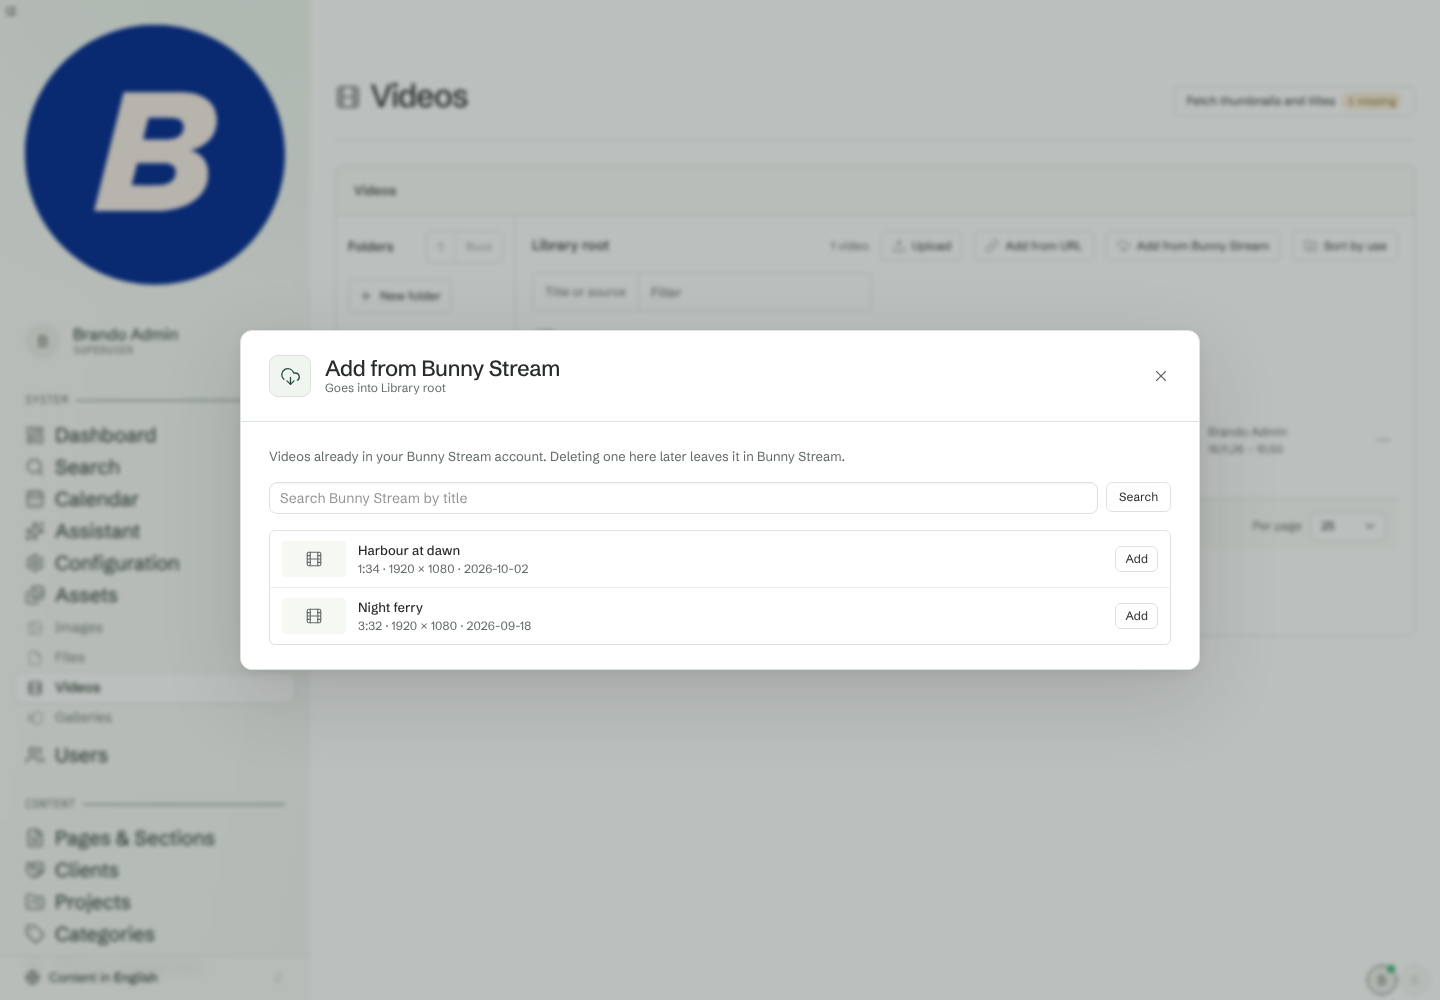 B
Videos
Fetch thumbnails and titles 1 missing
Videos
Folders
Root
Library root
1 video
Upload
Add from URL
Add from Bunny Stream
Sort by use
New folder
Title or source
Filter
B
Brando Admin
SUPERUSER
SYSTEM
Dashboard
Search
Calendar
Assistant
Configuration
Assets
Images
Files
Videos
Galleries
Users
CONTENT
Pages & Sections
Clients
Projects
Categories
Content in English
Add from Bunny Stream
Goes into Library root
Videos already in your Bunny Stream account. Deleting one here later leaves it in Bunny Stream.
Search Bunny Stream by title
Search
Harbour at dawn
1:34 · 1920 × 1080 · 2026-10-02
Add
Night ferry
3:32 · 1920 × 1080 · 2026-09-18
Add
Brando Admin
Per page
25
B